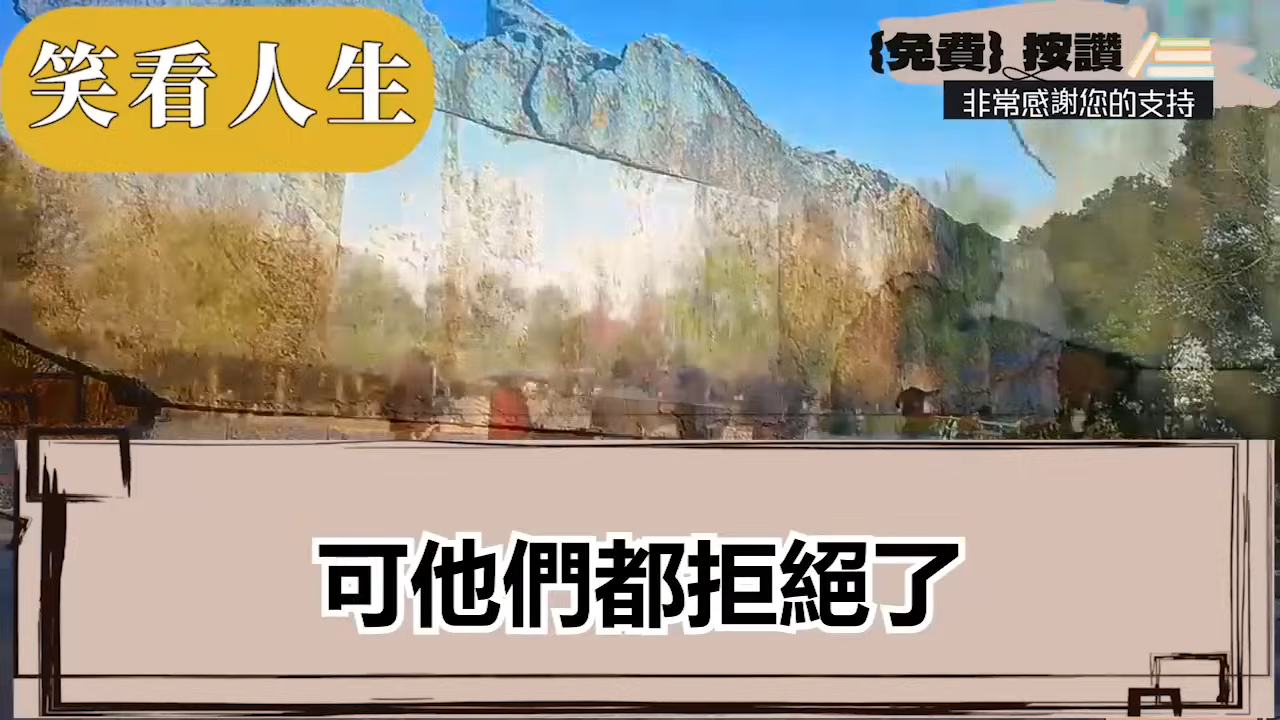 笑看人生
{免費} 按讚
非常感謝您的支持
可他們都拒絕了